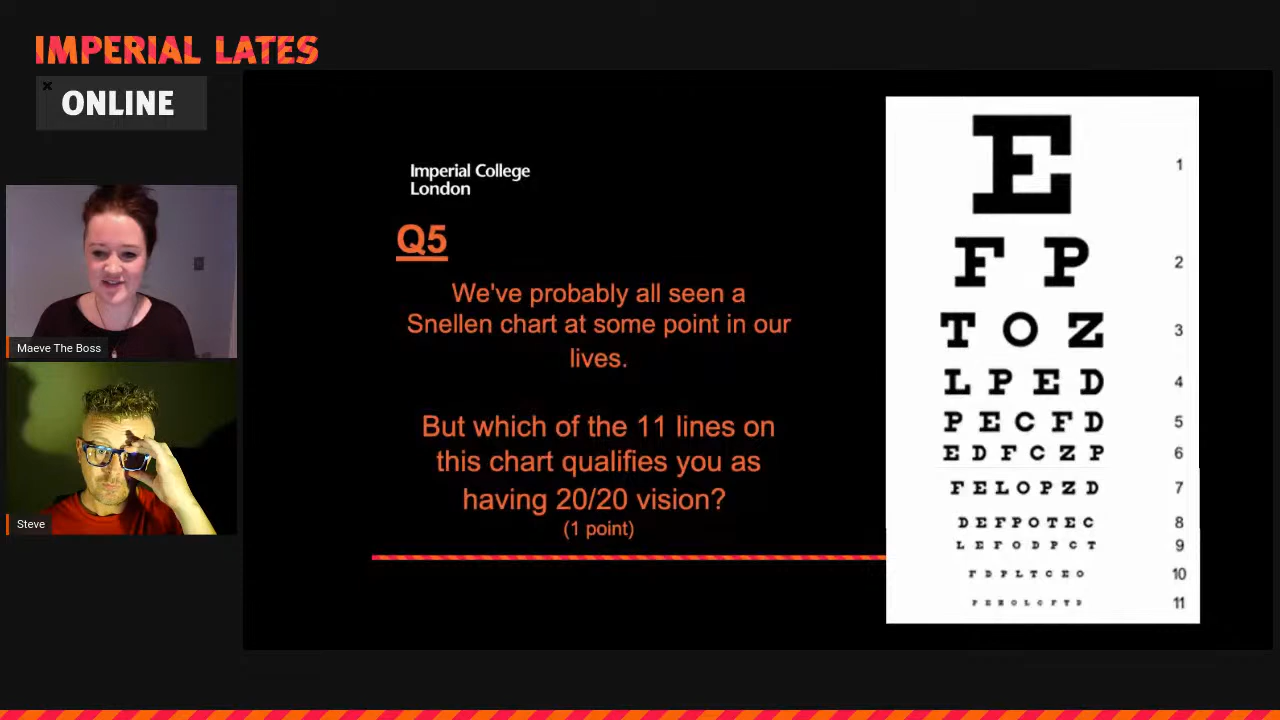 IMPERIAL LATES
ONLINE
Maeve The Boss
Steve
Imperial College
London
Q5
We've probably all seen a
Snellen chart at some point in our
lives.
But which of the 11 lines on
this chart qualifies you as
having 20/20 vision?
(1 point)
E 1
F P 2
T O Z 3
L P E D 4
P E C F D 5
E D F C Z P 6
F E L O P Z D 7
D E F P O T E C 8
L E F O D P C T 9
F D P L T C E O 10
P E Z O L C F T D 11